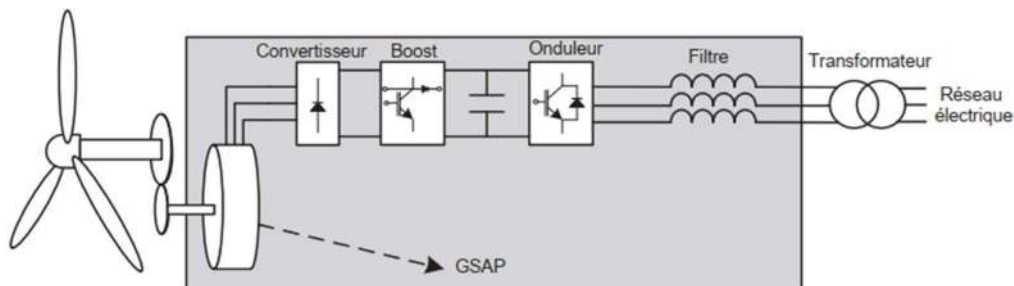 Convertisseur
Boost
Onduleur
Filtre
Transformateur
Réseau
électrique
GSAP